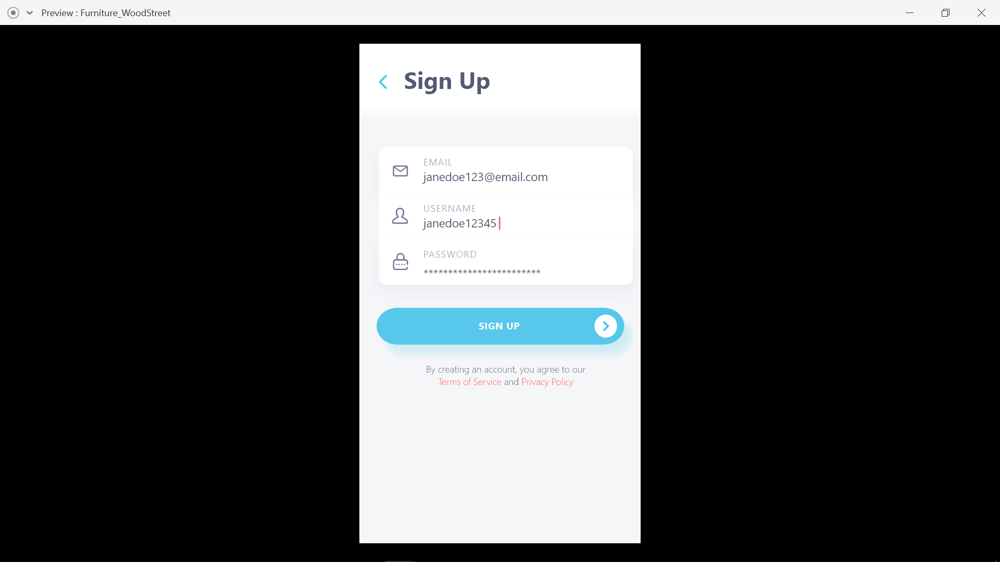 Preview : Furniture_WoodStreet
Sign Up
EMAIL
janedoe123@email.com
USERNAME
janedoe12345
PASSWORD
************************
SIGN UP
By creating an account, you agree to our
Terms of Service and Privacy Policy